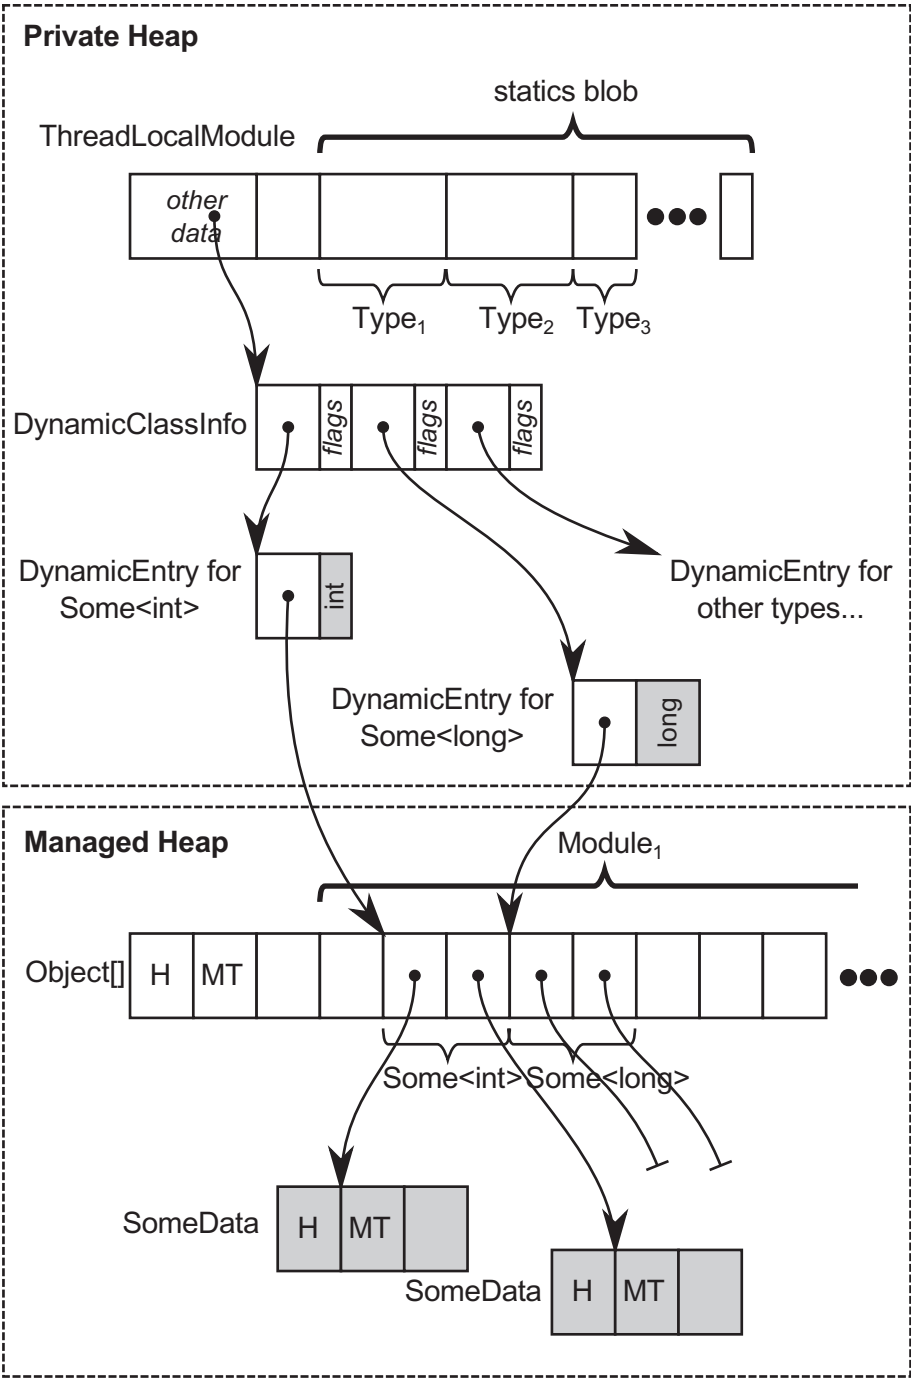 Private Heap
statics blob
ThreadLocalModule
other
data
Type₁ Type₂ Type₃
DynamicClassInfo
flags flags flags
DynamicEntry for
Some<int>
int
DynamicEntry for
other types...
DynamicEntry for
Some<long>
long
Managed Heap
Module₁
Object[] H MT
Some<int> Some<long>
SomeData H MT
SomeData H MT